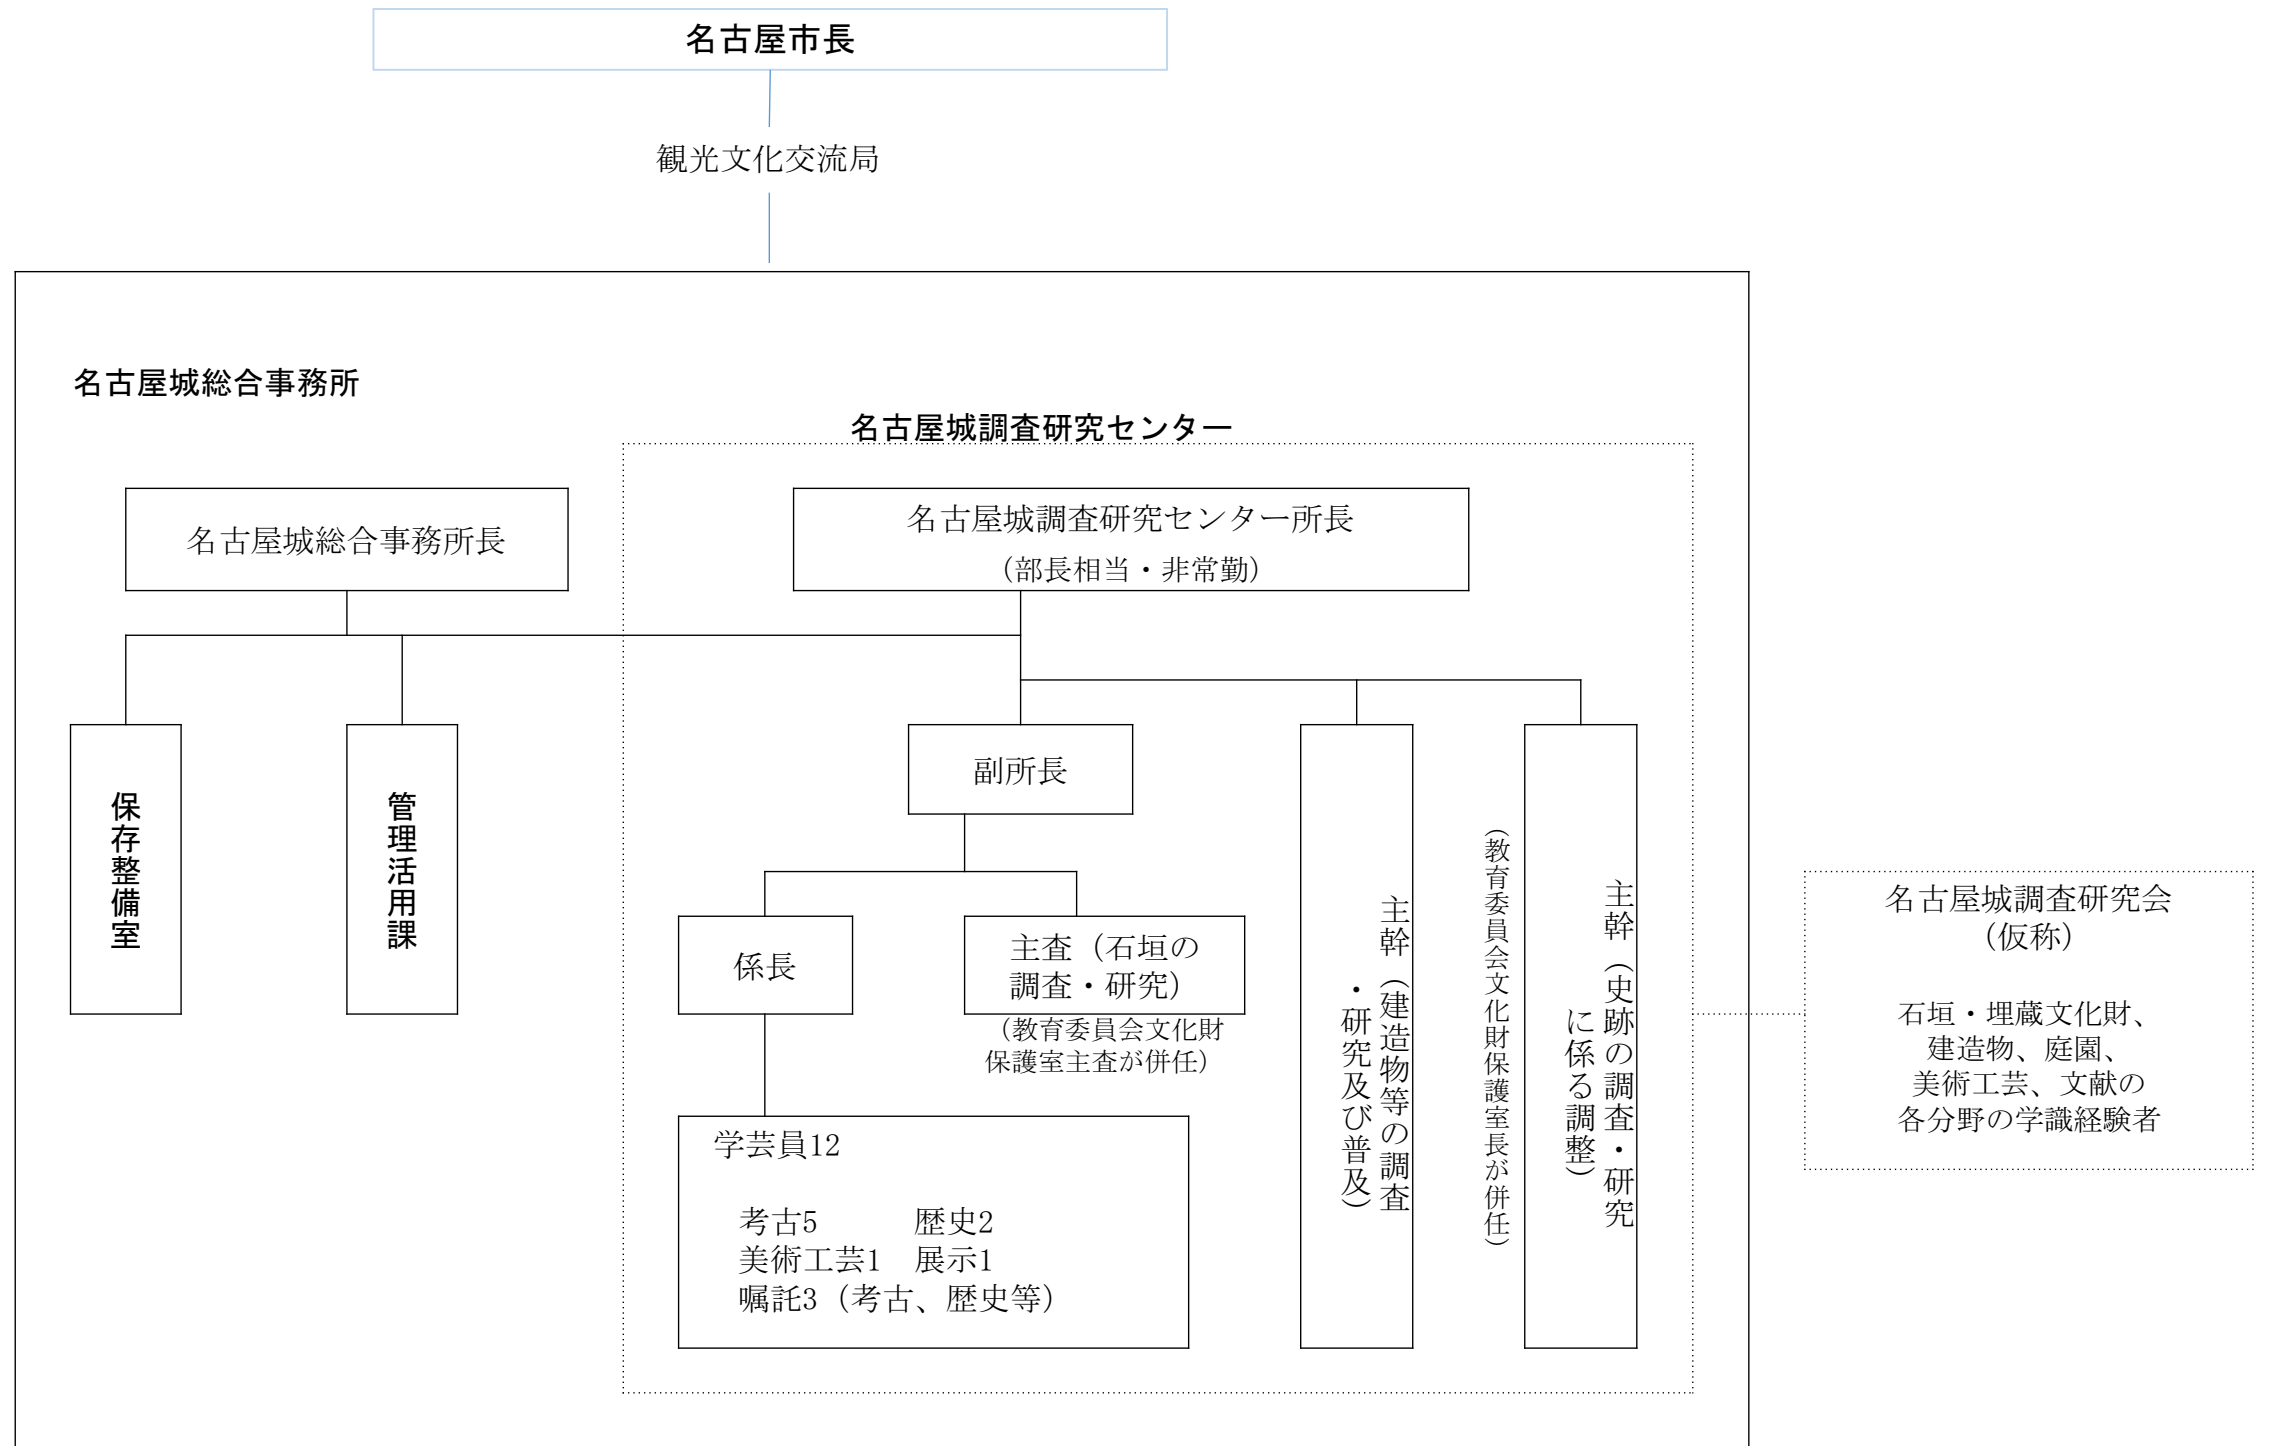 名古屋市長
観光文化交流局
名古屋城総合事務所
名古屋城調査研究センター
名古屋城総合事務所長
名古屋城調査研究センター所長
（部長相当・非常勤）
保存整備室
管理活用課
副所長
係長
主査（石垣の
調査・研究）
（教育委員会文化財
保護室主査が併任）
学芸員12
考古5　歴史2
美術工芸1　展示1
嘱託3（考古、歴史等）
主幹（建造物等の調査
・研究及び普及）
主幹（史跡の調査・研究
に係る調整）
（教育委員会文化財保護室長が併任）
名古屋城調査研究会
（仮称）
石垣・埋蔵文化財、
建造物、庭園、
美術工芸、文献の
各分野の学識経験者